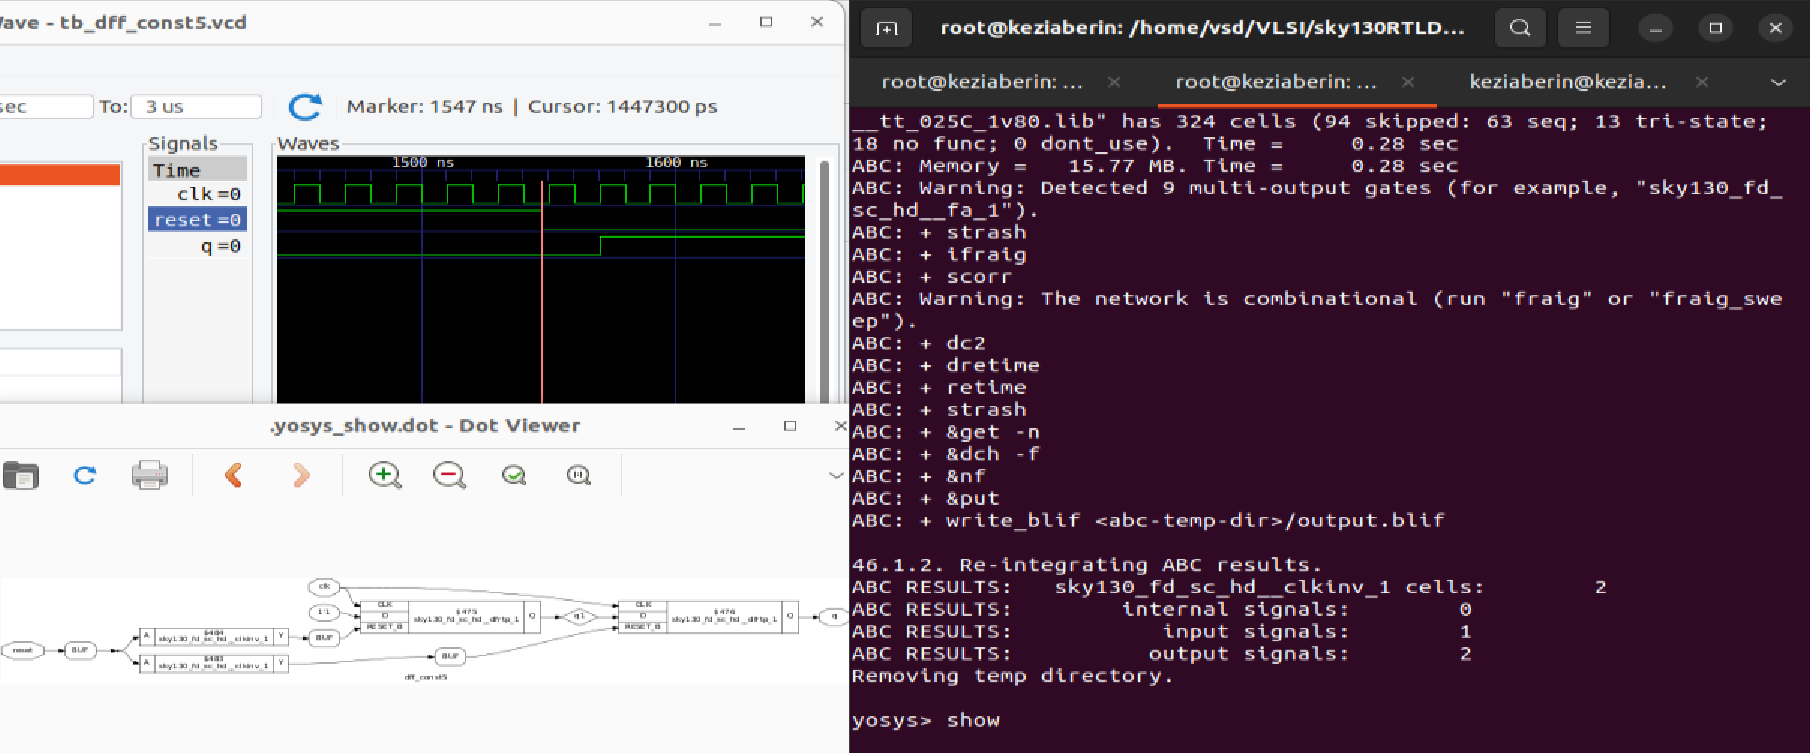 Wave - tb_dff_const5.vcd
sec To: 3 us Marker: 1547 ns | Cursor: 1447300 ps
Signals Waves
Time 1500 ns 1600 ns
clk=0
reset=0
q=0
.yosys_show.dot - Dot Viewer
clk
1'1
CLK
D
RESET_B
sky130_fd_sc_hd__dfrtp_1
Q
q1
CLK
D
RESET_B
$476
sky130_fd_sc_hd__dfrtp_1
Q
q
reset
BUF
A
sky130_fd_sc_hd__clkinv_1
Y
BUF
A
sky130_fd_sc_hd__clkinv_1
Y
BUF
dff_const5
root@keziaberin: /home/vsd/VLSI/sky130RTLD...
root@keziaberin: ... root@keziaberin: ... keziaberin@kezia...
__tt_025C_1v80.lib" has 324 cells (94 skipped: 63 seq; 13 tri-state;
18 no func; 0 dont_use). Time = 0.28 sec
ABC: Memory = 15.77 MB. Time = 0.28 sec
ABC: Warning: Detected 9 multi-output gates (for example, "sky130_fd_
sc_hd__fa_1").
ABC: + strash
ABC: + ifraig
ABC: + scorr
ABC: Warning: The network is combinational (run "fraig" or "fraig_swe
ep").
ABC: + dc2
ABC: + dretime
ABC: + retime
ABC: + strash
ABC: + &get -n
ABC: + &dch -f
ABC: + &nf
ABC: + &put
ABC: + write_blif <abc-temp-dir>/output.blif
46.1.2. Re-integrating ABC results.
ABC RESULTS: sky130_fd_sc_hd__clkinv_1 cells: 2
ABC RESULTS: internal signals: 0
ABC RESULTS: input signals: 1
ABC RESULTS: output signals: 2
Removing temp directory.
yosys> show